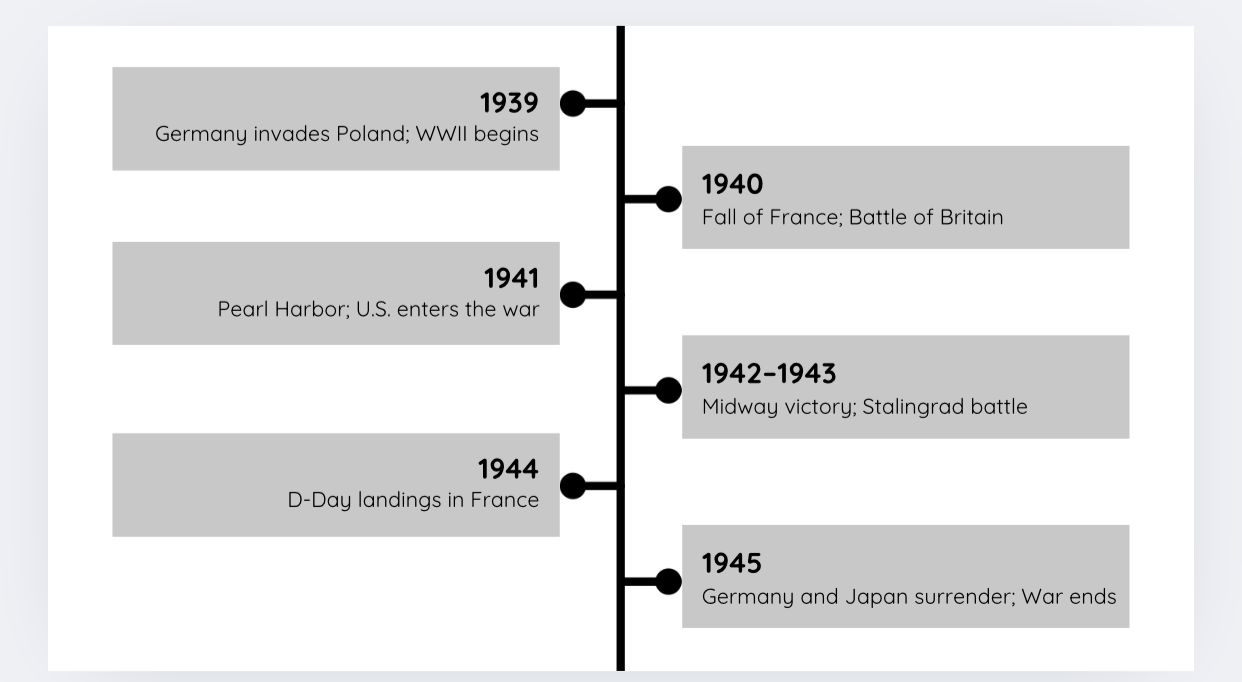 1939
Germany invades Poland; WWII begins
1940
Fall of France; Battle of Britain
1941
Pearl Harbor; U.S. enters the war
1942–1943
Midway victory; Stalingrad battle
1944
D-Day landings in France
1945
Germany and Japan surrender; War ends